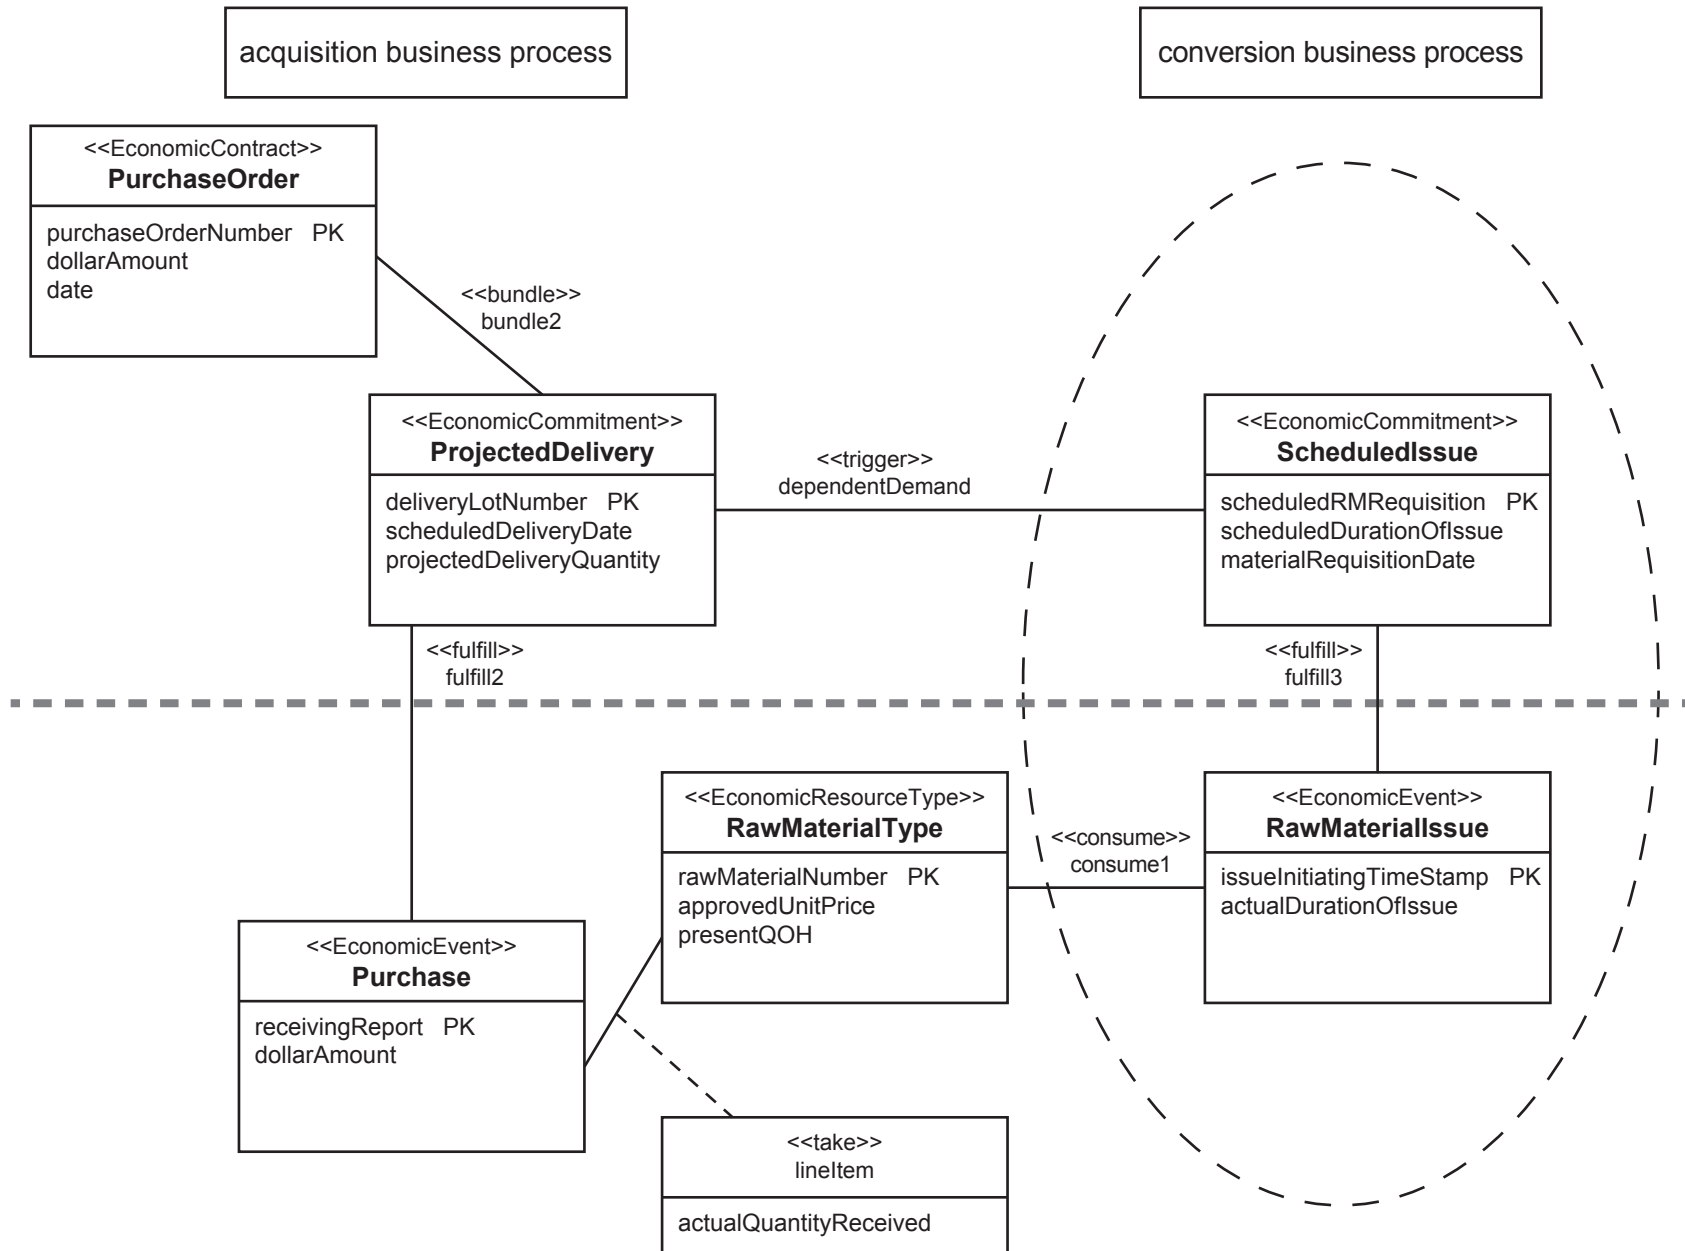 acquisition business process
conversion business process
<<EconomicContract>>
PurchaseOrder
purchaseOrderNumber PK
dollarAmount
date
<<bundle>>
bundle2
<<EconomicCommitment>>
ProjectedDelivery
deliveryLotNumber PK
scheduledDeliveryDate
projectedDeliveryQuantity
<<trigger>>
dependentDemand
<<EconomicCommitment>>
ScheduledIssue
scheduledRMRequisition PK
scheduledDurationOfIssue
materialRequisitionDate
<<fulfill>>
fulfill2
<<fulfill>>
fulfill3
<<EconomicResourceType>>
RawMaterialType
rawMaterialNumber PK
approvedUnitPrice
presentQOH
<<consume>>
consume1
<<EconomicEvent>>
RawMaterialIssue
issueInitiatingTimeStamp PK
actualDurationOfIssue
<<EconomicEvent>>
Purchase
receivingReport PK
dollarAmount
<<take>>
lineItem
actualQuantityReceived